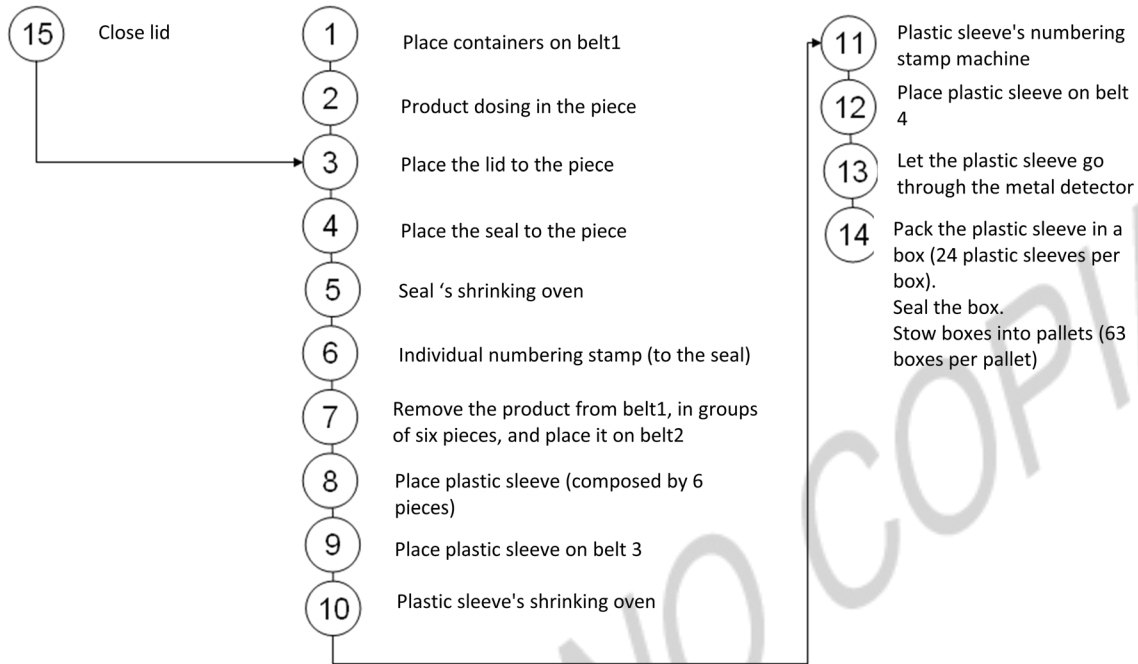 15
Close lid
1
Place containers on belt1
2
Product dosing in the piece
3
Place the lid to the piece
4
Place the seal to the piece
5
Seal ‘s shrinking oven
6
Individual numbering stamp (to the seal)
7
Remove the product from belt1, in groups
of six pieces, and place it on belt2
8
Place plastic sleeve (composed by 6
pieces)
9
Place plastic sleeve on belt 3
10
Plastic sleeve's shrinking oven
11
Plastic sleeve's numbering
stamp machine
12
Place plastic sleeve on belt
4
13
Let the plastic sleeve go
through the metal detector
14
Pack the plastic sleeve in a
box (24 plastic sleeves per
box).
Seal the box.
Stow boxes into pallets (63
boxes per pallet)
NO COPIA